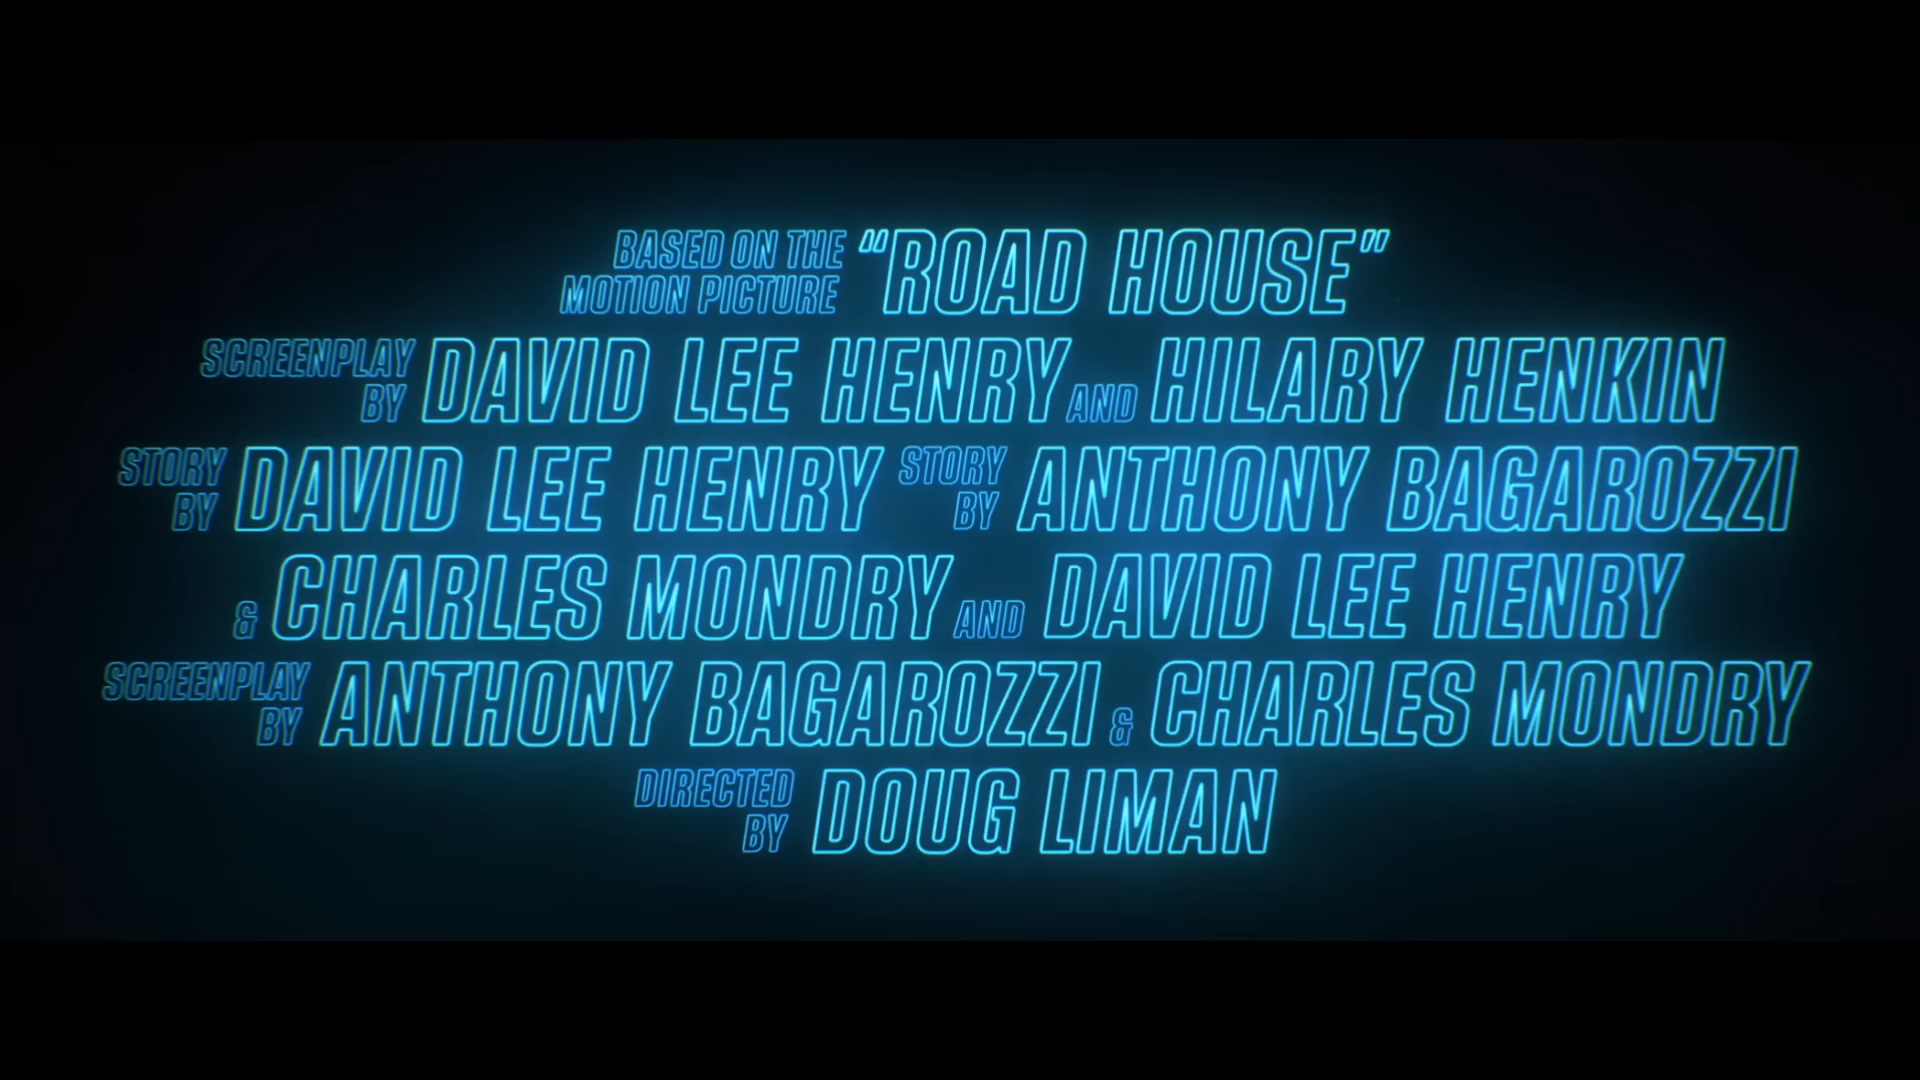 BASED ON THE MOTION PICTURE “ROAD HOUSE”
SCREENPLAY BY DAVID LEE HENRY AND HILARY HENKIN
STORY BY DAVID LEE HENRY STORY BY ANTHONY BAGAROZZI
& CHARLES MONDRY AND DAVID LEE HENRY
SCREENPLAY BY ANTHONY BAGAROZZI & CHARLES MONDRY
DIRECTED BY DOUG LIMAN